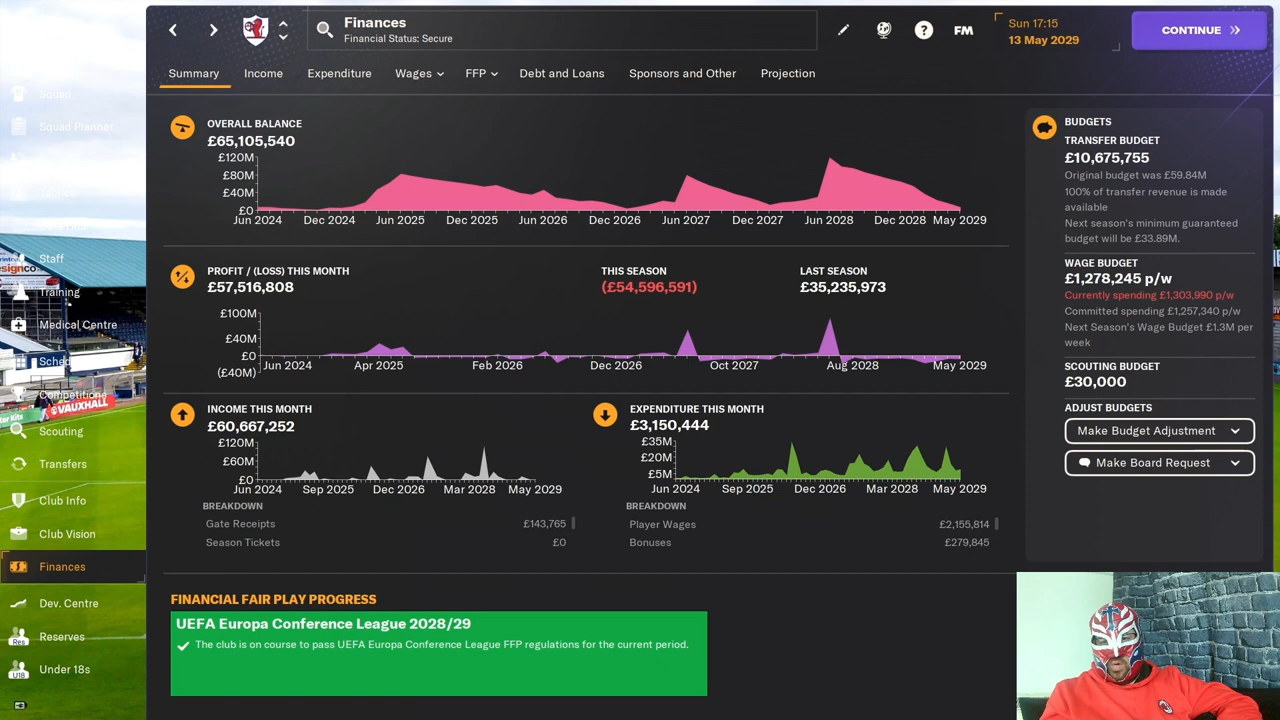 Finances
Financial Status: Secure
FM
Sun 17:15
13 May 2029
CONTINUE
Summary
Income
Expenditure
Wages
FFP
Debt and Loans
Sponsors and Other
Projection
Squad
Squad Planner
Staff
Training
Medical Centre
Sched
Competitions
VAUXHALL
Scouting
Transfers
Club Info
Club Vision
Finances
Dev. Centre
Res
Reserves
U18
Under 18s
OVERALL BALANCE
£65,105,540
£120M
£80M
£40M
£0
Jun 2024 Dec 2024 Jun 2025 Dec 2025 Jun 2026 Dec 2026 Jun 2027 Dec 2027 Jun 2028 Dec 2028 May 2029
PROFIT / (LOSS) THIS MONTH
£57,516,808
THIS SEASON
(£54,596,591)
LAST SEASON
£35,235,973
£100M
£40M
£0
(£40M)
Jun 2024 Apr 2025 Feb 2026 Dec 2026 Oct 2027 Aug 2028 May 2029
INCOME THIS MONTH
£60,667,252
£120M
£60M
£0
Jun 2024 Sep 2025 Dec 2026 Mar 2028 May 2029
BREAKDOWN
Gate Receipts £143,765
Season Tickets £0
EXPENDITURE THIS MONTH
£3,150,444
£35M
£20M
£5M
Jun 2024 Sep 2025 Dec 2026 Mar 2028 May 2029
BREAKDOWN
Player Wages £2,155,814
Bonuses £279,845
FINANCIAL FAIR PLAY PROGRESS
UEFA Europa Conference League 2028/29
The club is on course to pass UEFA Europa Conference League FFP regulations for the current period.
BUDGETS
TRANSFER BUDGET
£10,675,755
Original budget was £59.84M
100% of transfer revenue is made
available
Next season's minimum guaranteed
budget will be £33.89M.
WAGE BUDGET
£1,278,245 p/w
Currently spending £1,303,990 p/w
Committed spending £1,257,340 p/w
Next Season's Wage Budget £1.3M per
week
SCOUTING BUDGET
£30,000
ADJUST BUDGETS
Make Budget Adjustment
Make Board Request